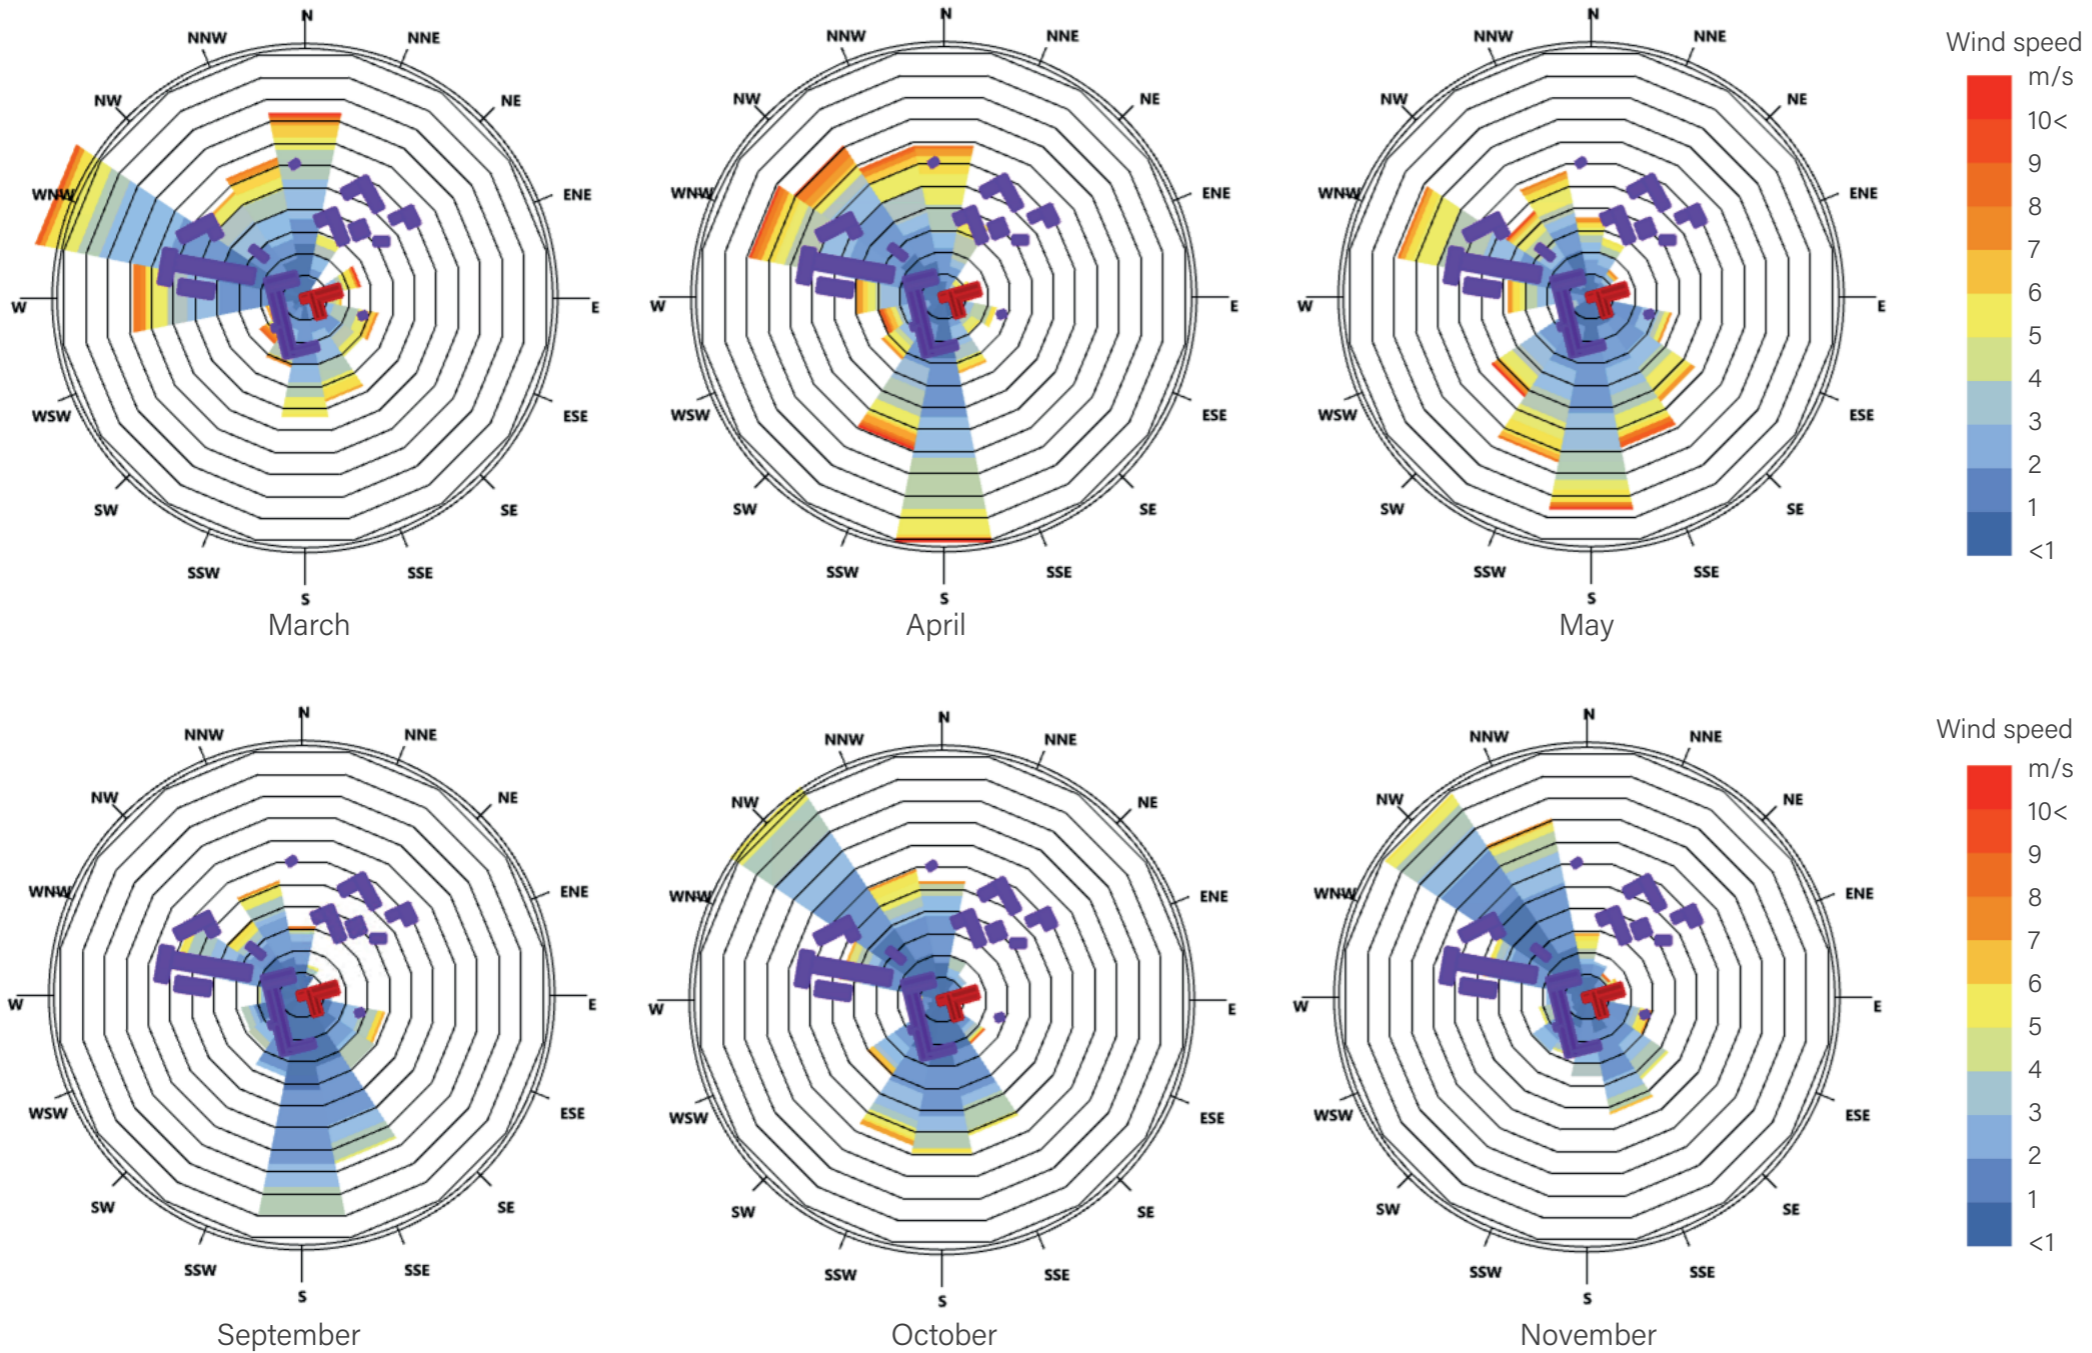 N
NNW NNE
NW NE
WNW ENE
W E
WSW ESE
SW SE
SSW SSE
S
March
N
NNW NNE
NW NE
WNW ENE
W E
WSW ESE
SW SE
SSW SSE
S
April
N
NNW NNE
NW NE
WNW ENE
W E
WSW ESE
SW SE
SSW SSE
S
May
Wind speed
m/s
10<
9
8
7
6
5
4
3
2
1
<1
N
NNW NNE
NW NE
WNW ENE
W E
WSW ESE
SW SE
SSW SSE
S
September
N
NNW NNE
NW NE
WNW ENE
W E
WSW ESE
SW SE
SSW SSE
S
October
N
NNW NNE
NW NE
WNW ENE
W E
WSW ESE
SW SE
SSW SSE
S
November
Wind speed
m/s
10<
9
8
7
6
5
4
3
2
1
<1